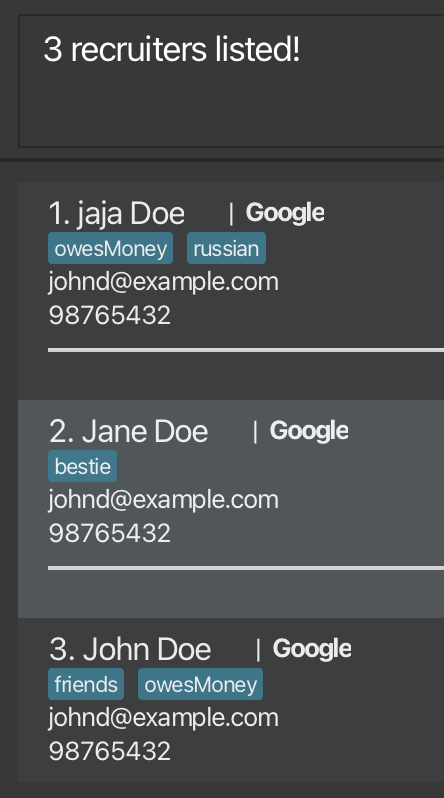 3 recruiters listed!
1. jaja Doe | Google
owesMoney russian
johnd@example.com
98765432
2. Jane Doe | Google
bestie
johnd@example.com
98765432
3. John Doe | Google
friends owesMoney
johnd@example.com
98765432